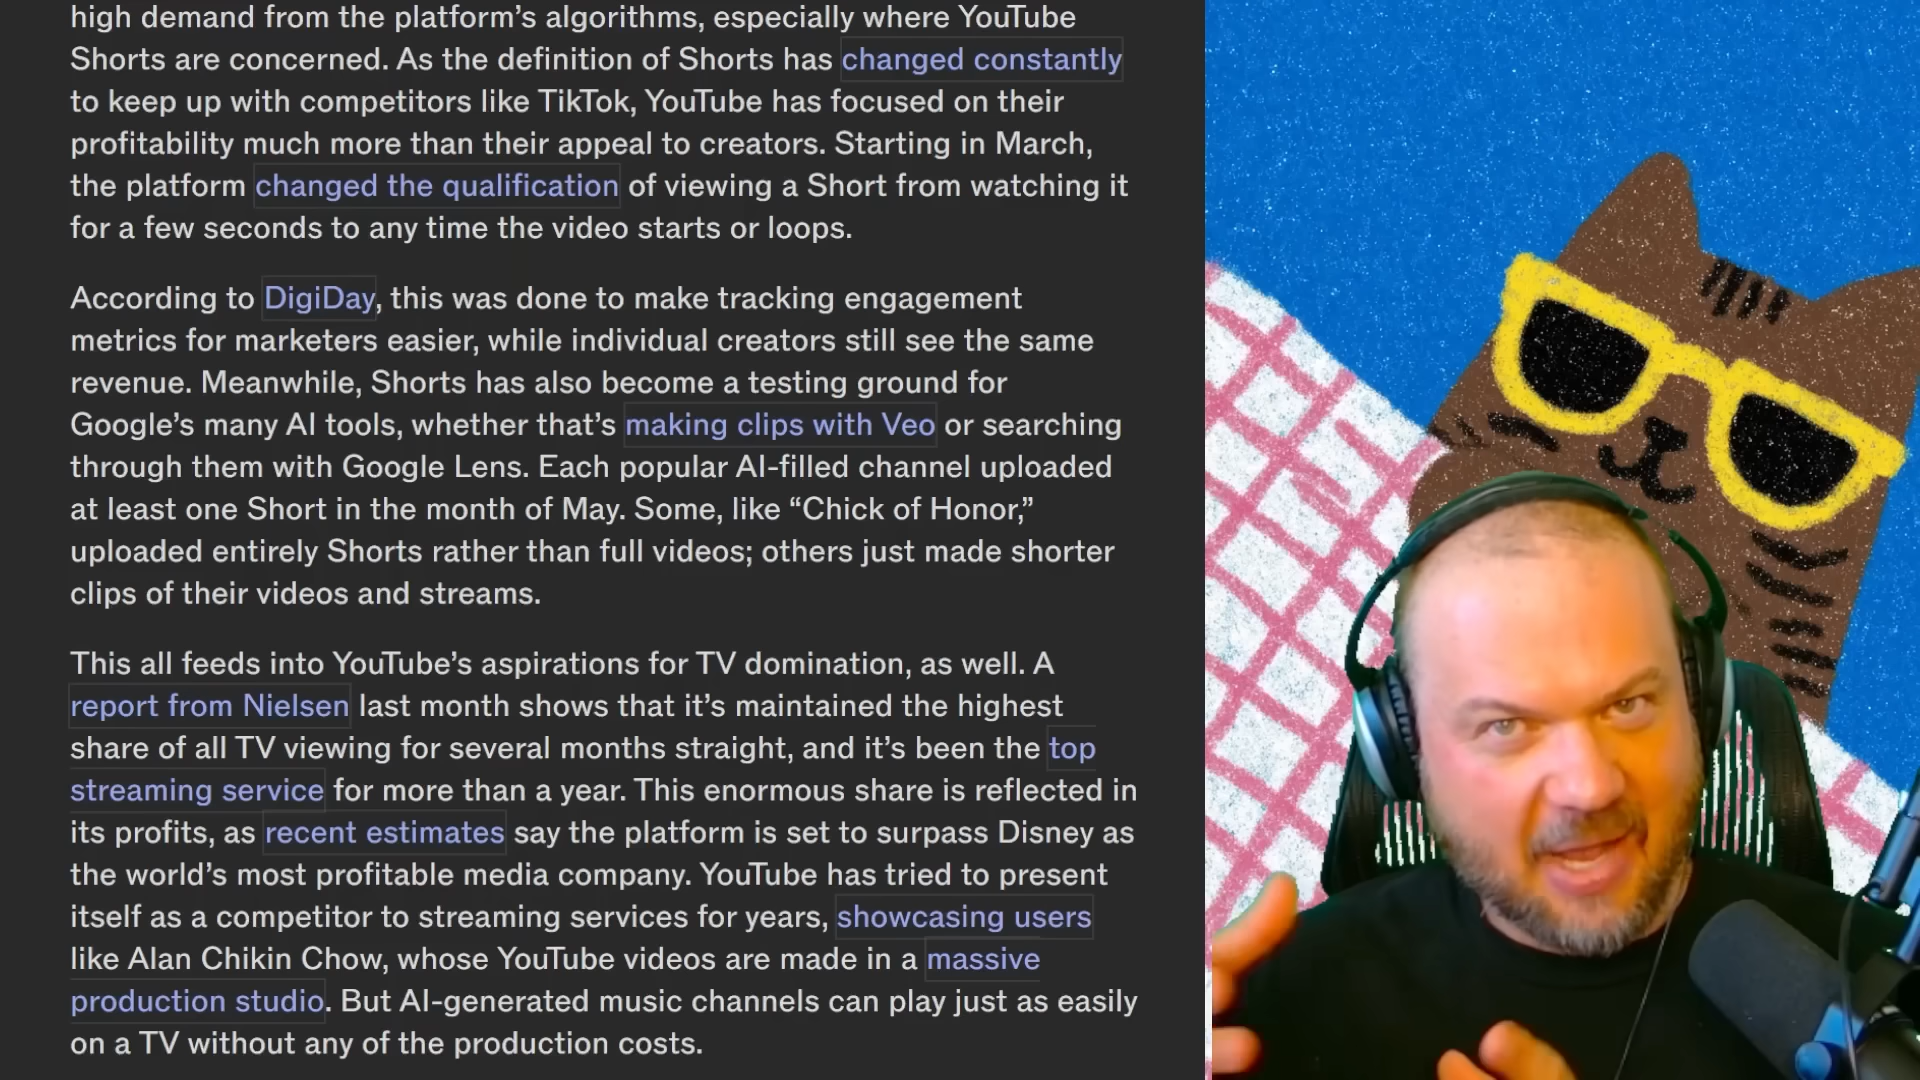 high demand from the platform’s algorithms, especially where YouTube
Shorts are concerned. As the definition of Shorts has changed constantly
to keep up with competitors like TikTok, YouTube has focused on their
profitability much more than their appeal to creators. Starting in March,
the platform changed the qualification of viewing a Short from watching it
for a few seconds to any time the video starts or loops.
According to DigiDay, this was done to make tracking engagement
metrics for marketers easier, while individual creators still see the same
revenue. Meanwhile, Shorts has also become a testing ground for
Google’s many AI tools, whether that’s making clips with Veo or searching
through them with Google Lens. Each popular AI-filled channel uploaded
at least one Short in the month of May. Some, like “Chick of Honor,”
uploaded entirely Shorts rather than full videos; others just made shorter
clips of their videos and streams.
This all feeds into YouTube’s aspirations for TV domination, as well. A
report from Nielsen last month shows that it’s maintained the highest
share of all TV viewing for several months straight, and it’s been the top
streaming service for more than a year. This enormous share is reflected in
its profits, as recent estimates say the platform is set to surpass Disney as
the world’s most profitable media company. YouTube has tried to present
itself as a competitor to streaming services for years, showcasing users
like Alan Chikin Chow, whose YouTube videos are made in a massive
production studio. But AI-generated music channels can play just as easily
on a TV without any of the production costs.